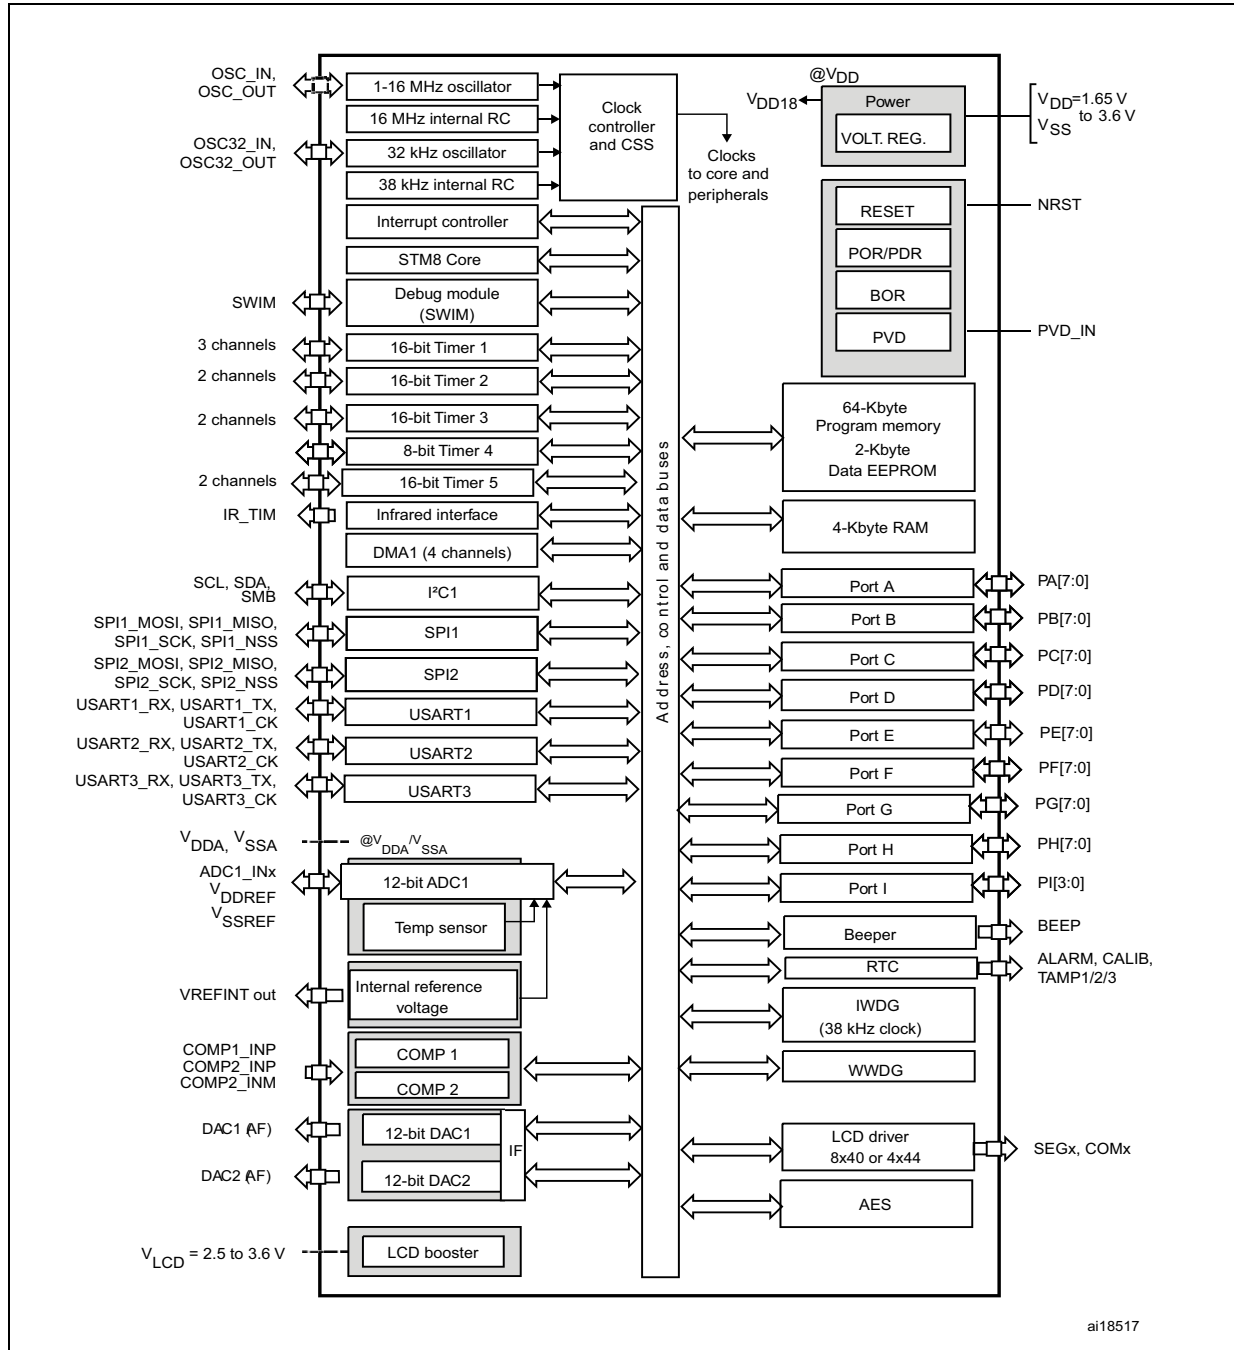 OSC_IN,
OSC_OUT
1-16 MHz oscillator
16 MHz internal RC
OSC32_IN,
OSC32_OUT
32 kHz oscillator
38 kHz internal RC
Clock
controller
and CSS
Clocks
to core and
peripherals
@VDD
VDD18
Power
VOLT. REG.
VDD=1.65 V
to 3.6 V
VSS
Interrupt controller
STM8 Core
SWIM
Debug module
(SWIM)
3 channels
16-bit Timer 1
2 channels
16-bit Timer 2
2 channels
16-bit Timer 3
8-bit Timer 4
2 channels
16-bit Timer 5
IR_TIM
Infrared interface
DMA1 (4 channels)
SCL, SDA,
SMB
I²C1
SPI1_MOSI, SPI1_MISO,
SPI1_SCK, SPI1_NSS
SPI1
SPI2_MOSI, SPI2_MISO,
SPI2_SCK, SPI2_NSS
SPI2
USART1_RX, USART1_TX,
USART1_CK
USART1
USART2_RX, USART2_TX,
USART2_CK
USART2
USART3_RX, USART3_TX,
USART3_CK
USART3
VDDA, VSSA
@VDDA/VSSA
ADC1_INx
VDDREF
VSSREF
12-bit ADC1
Temp sensor
VREFINT out
Internal reference
voltage
COMP1_INP
COMP2_INP
COMP2_INM
COMP 1
COMP 2
DAC1 (AF)
12-bit DAC1
IF
DAC2 (AF)
12-bit DAC2
VLCD = 2.5 to 3.6 V
LCD booster
Address, control and data buses
RESET
NRST
POR/PDR
BOR
PVD
PVD_IN
64-Kbyte
Program memory
2-Kbyte
Data EEPROM
4-Kbyte RAM
Port A
PA[7:0]
Port B
PB[7:0]
Port C
PC[7:0]
Port D
PD[7:0]
Port E
PE[7:0]
Port F
PF[7:0]
Port G
PG[7:0]
Port H
PH[7:0]
Port I
PI[3:0]
Beeper
BEEP
RTC
ALARM, CALIB,
TAMP1/2/3
IWDG
(38 kHz clock)
WWDG
LCD driver
8x40 or 4x44
SEGx, COMx
AES
ai18517